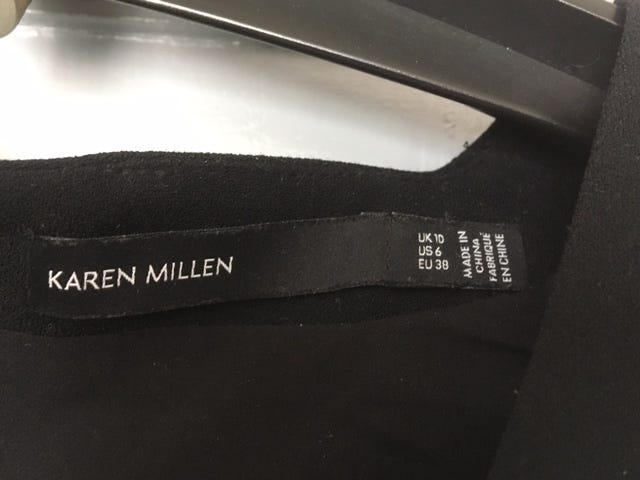 KAREN MILLEN
UK 10
US 6
EU 38
MADE IN
CHINA
FABRIQUÉ
EN CHINE